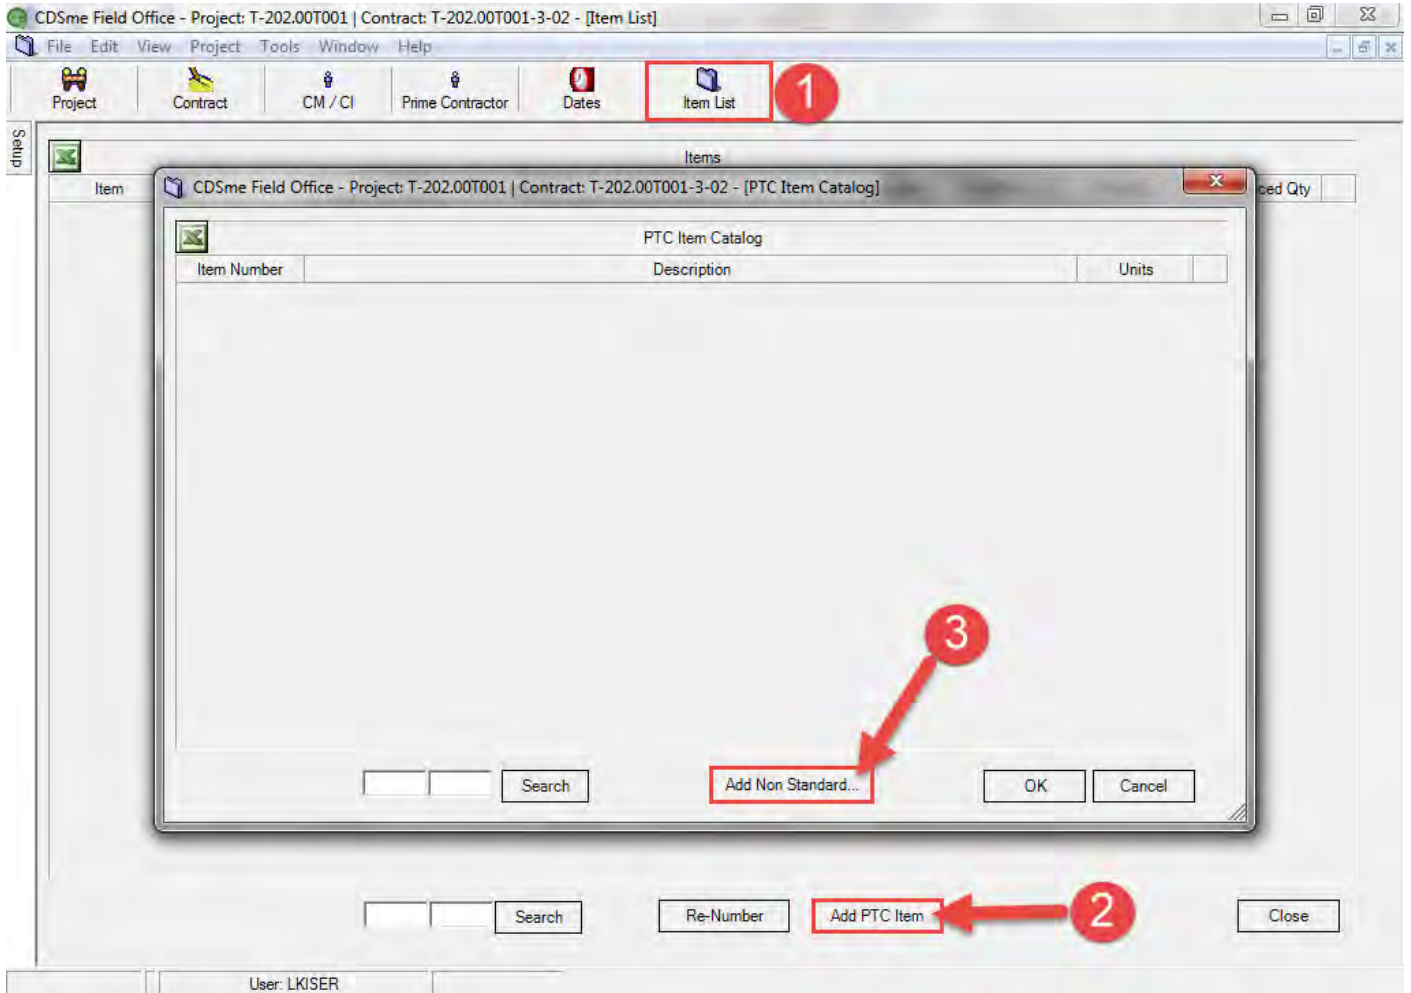 CDSme Field Office - Project: T-202.00T001 | Contract: T-202.00T001-3-02 - [Item List]
File Edit View Project Tools Window Help
Project Contract CM / CI Prime Contractor Dates Item List 1
Setup
Items
Item ced Qty
CDSme Field Office - Project: T-202.00T001 | Contract: T-202.00T001-3-02 - [PTC Item Catalog]
PTC Item Catalog
Item Number Description Units
3
Search Add Non Standard... OK Cancel
Search Re-Number Add PTC Item 2 Close
User: LKISER